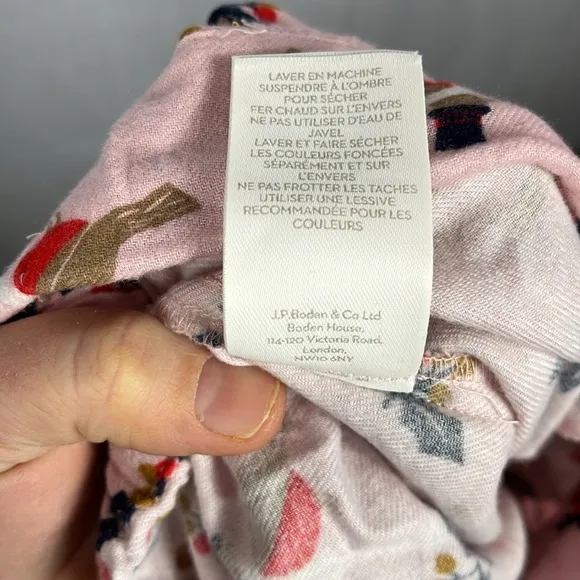 LAVER EN MACHINE
SUSPENDRE À L'OMBRE
POUR SÉCHER
FER CHAUD SUR L'ENVERS
NE PAS UTILISER D'EAU DE
JAVEL
LAVER ET FAIRE SÉCHER
LES COULEURS FONCÉES
SÉPARÉMENT ET SUR
L'ENVERS
NE PAS FROTTER LES TACHES
UTILISER UNE LESSIVE
RECOMMANDÉE POUR LES
COULEURS
J.P.Boden & Co Ltd
Boden House,
114-120 Victoria Road,
London,
NW10 6NY